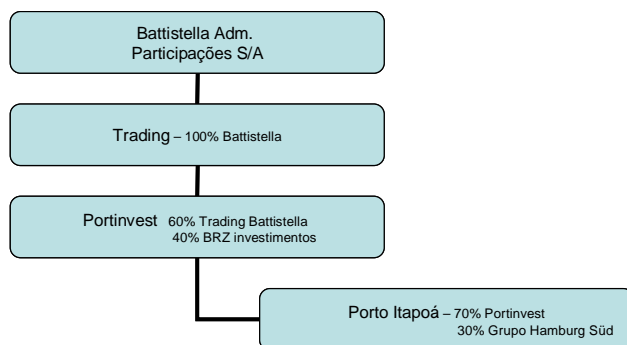 Battistella Adm.
Participações S/A
Trading – 100% Battistella
Portinvest 60% Trading Battistella
40% BRZ investimentos
Porto Itapoá – 70% Portinvest
30% Grupo Hamburg Süd